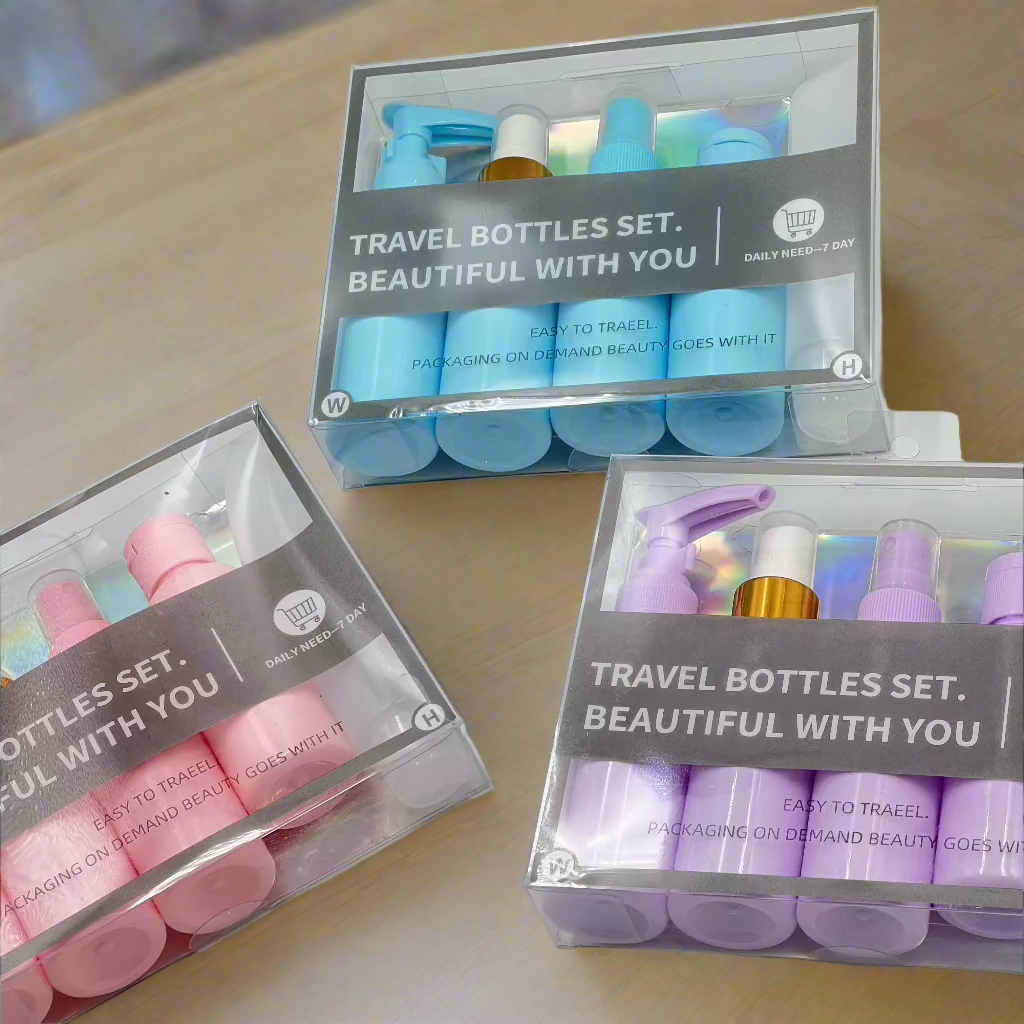 TRAVEL BOTTLES SET.
BEAUTIFUL WITH YOU
DAILY NEED--7 DAY
EASY TO TRAEEL.
PACKAGING ON DEMAND BEAUTY GOES WITH IT
W
H
BOTTLES SET.
FUL WITH YOU
DAILY NEED--7 DAY
EASY TO TRAEEL.
ACKAGING ON DEMAND BEAUTY GOES WITH IT
H
TRAVEL BOTTLES SET.
BEAUTIFUL WITH YOU
EASY TO TRAEEL.
PACKAGING ON DEMAND BEAUTY GOES WI
W